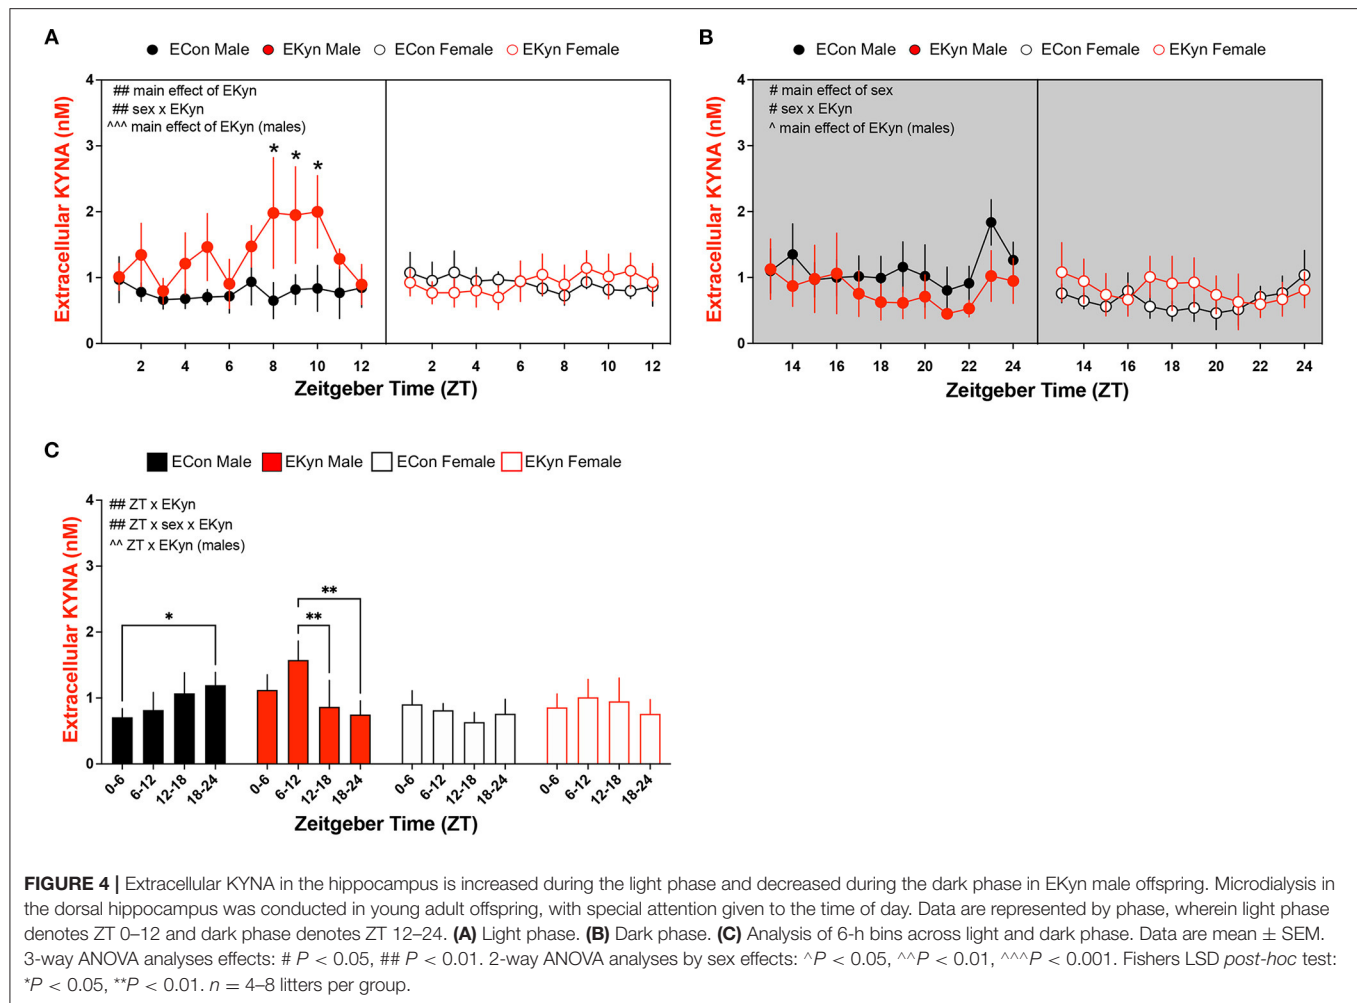 A
ECon Male EKyn Male ECon Female EKyn Female
## main effect of EKyn
## sex x EKyn
^^^ main effect of EKyn (males)
* * *
Extracellular KYNA (nM)
4
3
2
1
0
2 4 6 8 10 12 2 4 6 8 10 12
Zeitgeber Time (ZT)
B
ECon Male EKyn Male ECon Female EKyn Female
# main effect of sex
# sex x EKyn
^ main effect of EKyn (males)
Extracellular KYNA (nM)
4
3
2
1
0
14 16 18 20 22 24 14 16 18 20 22 24
Zeitgeber Time (ZT)
C
ECon Male EKyn Male ECon Female EKyn Female
## ZT x EKyn
## ZT x sex x EKyn
^^ ZT x EKyn (males)
* ** **
Extracellular KYNA (nM)
4
3
2
1
0
0-6 6-12 12-18 18-24 0-6 6-12 12-18 18-24 0-6 6-12 12-18 18-24 0-6 6-12 12-18 18-24
Zeitgeber Time (ZT)
FIGURE 4 | Extracellular KYNA in the hippocampus is increased during the light phase and decreased during the dark phase in EKyn male offspring. Microdialysis in
the dorsal hippocampus was conducted in young adult offspring, with special attention given to the time of day. Data are represented by phase, wherein light phase
denotes ZT 0–12 and dark phase denotes ZT 12–24. (A) Light phase. (B) Dark phase. (C) Analysis of 6-h bins across light and dark phase. Data are mean ± SEM.
3-way ANOVA analyses effects: # P < 0.05, ## P < 0.01. 2-way ANOVA analyses by sex effects: ^P < 0.05, ^^P < 0.01, ^^^P < 0.001. Fishers LSD post-hoc test:
*P < 0.05, **P < 0.01. n = 4–8 litters per group.